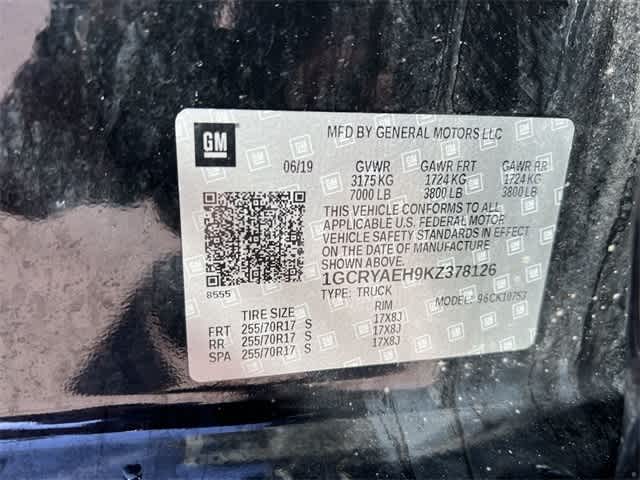 GM
MFD BY GENERAL MOTORS LLC
06/19 GVWR GAWR FRT GAWR RR
3175 KG 1724 KG 1724 KG
7000 LB 3800 LB 3800 LB
THIS VEHICLE CONFORMS TO ALL
APPLICABLE U.S. FEDERAL MOTOR
VEHICLE SAFETY STANDARDS IN EFFECT
ON THE DATE OF MANUFACTURE
SHOWN ABOVE.
1GCRYAEH9KZ378126
8555 TYPE: TRUCK MODEL: 96CK10753
TIRE SIZE RIM
FRT 255/70R17 S 17X8J
RR 255/70R17 S 17X8J
SPA 255/70R17 S 17X8J